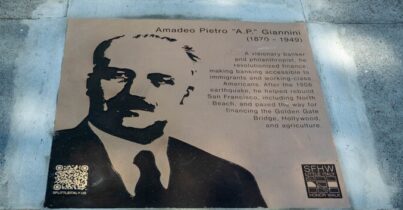 Amadeo Pietro "A.P." Giannini
(1870 - 1949)
A visionary banker
and philanthropist, he
revolutionized finance,
making banking accessible to
immigrants and working-class
Americans. After the 1906
earthquake, he helped rebuild
San Francisco, including North
Beach, and paved the way for
financing the Golden Gate
Bridge, Hollywood,
and agriculture.
SFHW
HONOR WALK